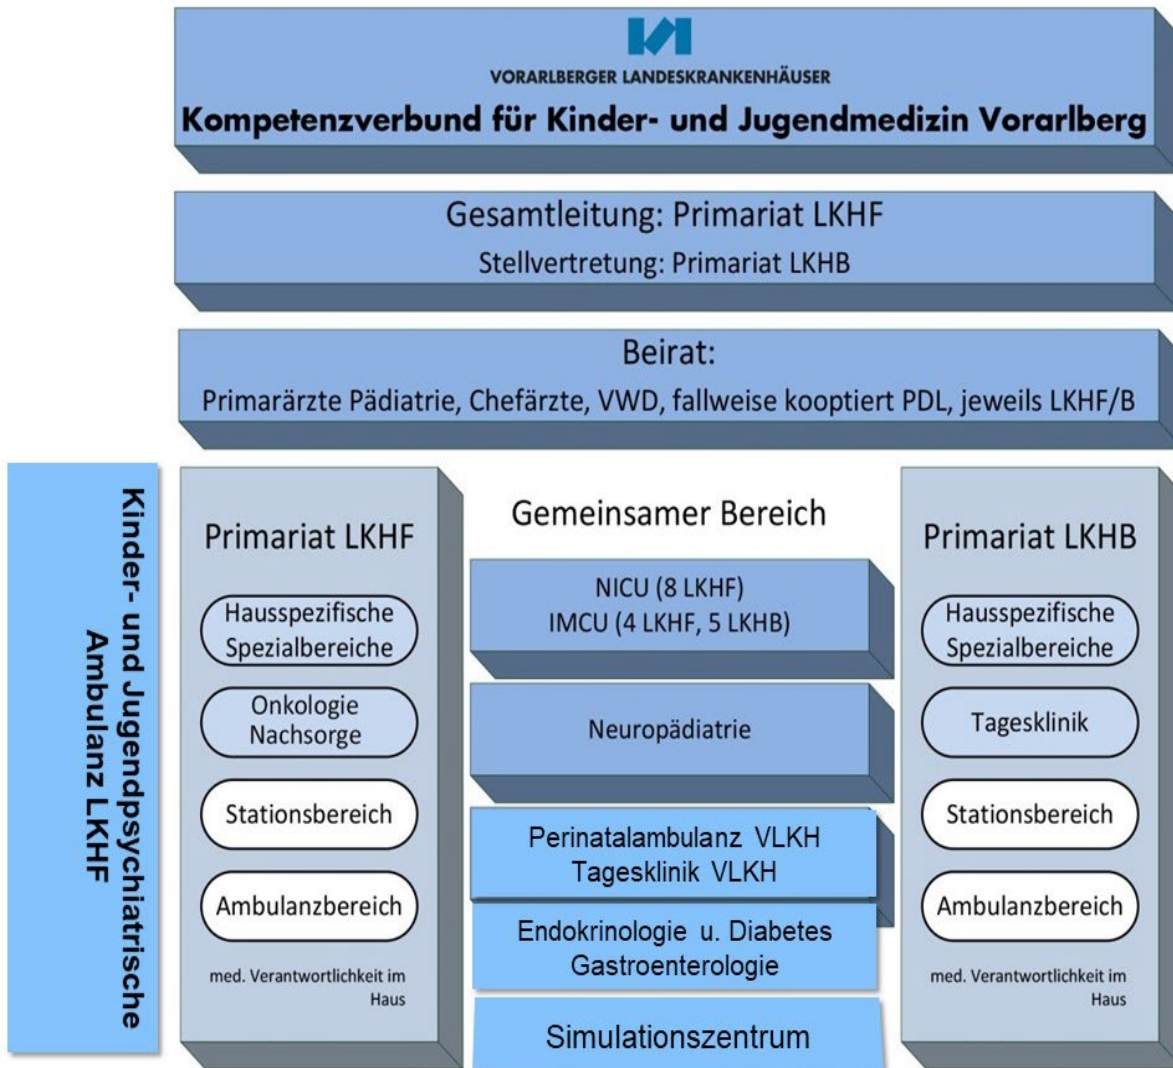 VORARLBERGER LANDESKRANKENHÄUSER
Kompetenzverbund für Kinder- und Jugendmedizin Vorarlberg
Gesamtleitung: Primariat LKHF
Stellvertretung: Primariat LKHB
Beirat:
Primarärzte Pädiatrie, Chefärzte, VWD, fallweise kooptiert PDL, jeweils LKHF/B
Kinder- und Jugendpsychiatrische
Ambulanz LKHF
Primariat LKHF
Hausspezifische
Spezialbereiche
Onkologie
Nachsorge
Stationsbereich
Ambulanzbereich
med. Verantwortlichkeit im
Haus
Gemeinsamer Bereich
NICU (8 LKHF)
IMCU (4 LKHF, 5 LKHB)
Neuropädiatrie
Perinatalambulanz VLKH
Tagesklinik VLKH
Endokrinologie u. Diabetes
Gastroenterologie
Simulationszentrum
Primariat LKHB
Hausspezifische
Spezialbereiche
Tagesklinik
Stationsbereich
Ambulanzbereich
med. Verantwortlichkeit im
Haus